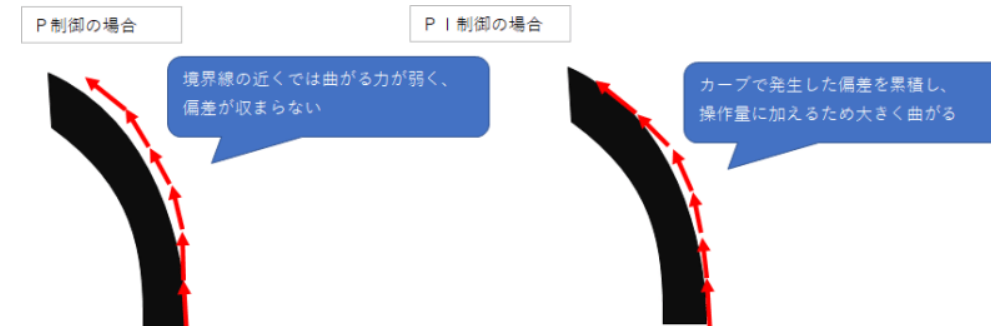 P制御の場合
PI制御の場合
境界線の近くでは曲がる力が弱く、
偏差が収まらない
カーブで発生した偏差を累積し、
操作量に加えるため大きく曲がる